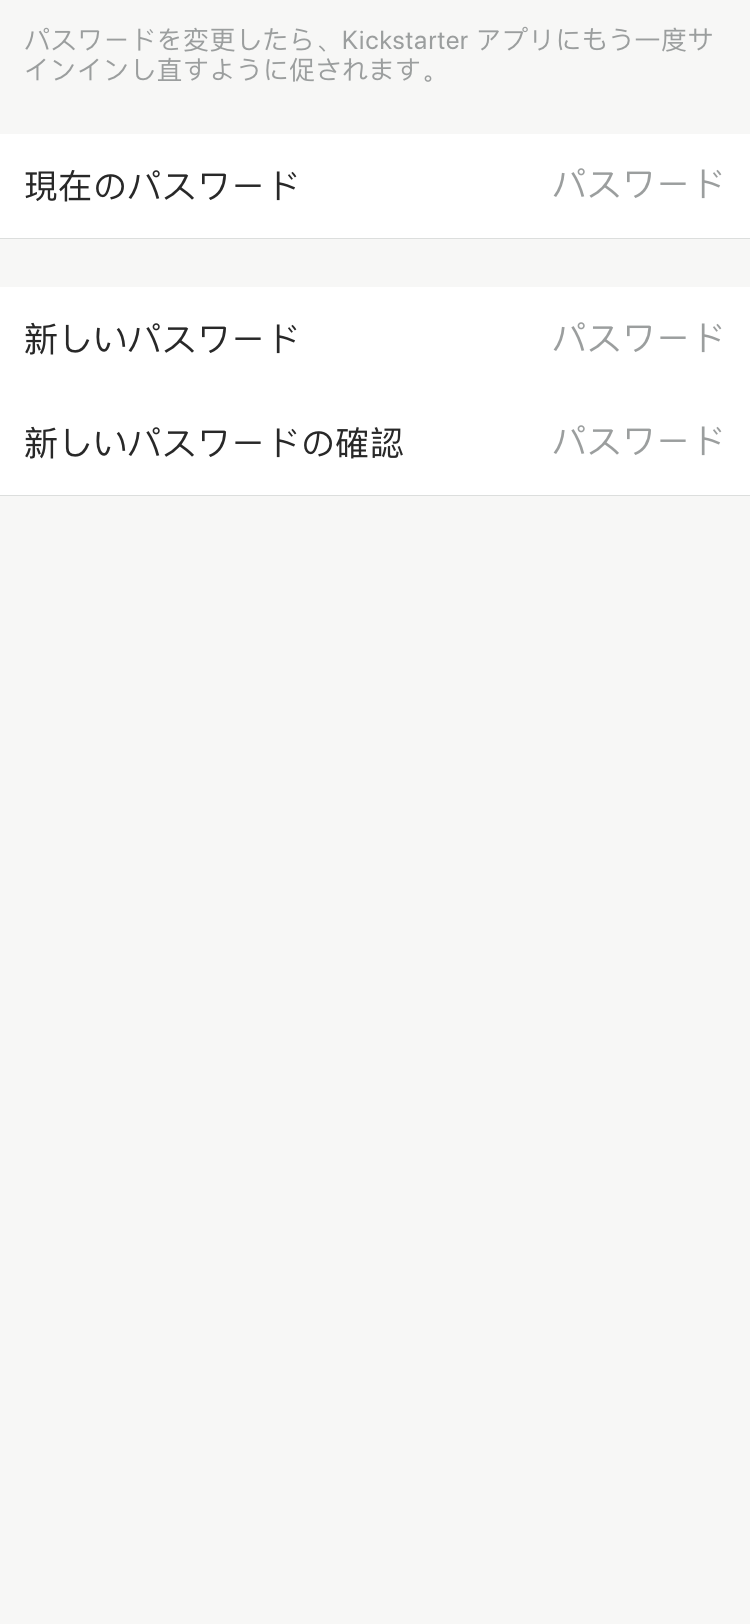 パスワードを変更したら、Kickstarter アプリにもう一度サ
インインし直すように促されます。
現在のパスワード パスワード
新しいパスワード パスワード
新しいパスワードの確認 パスワード